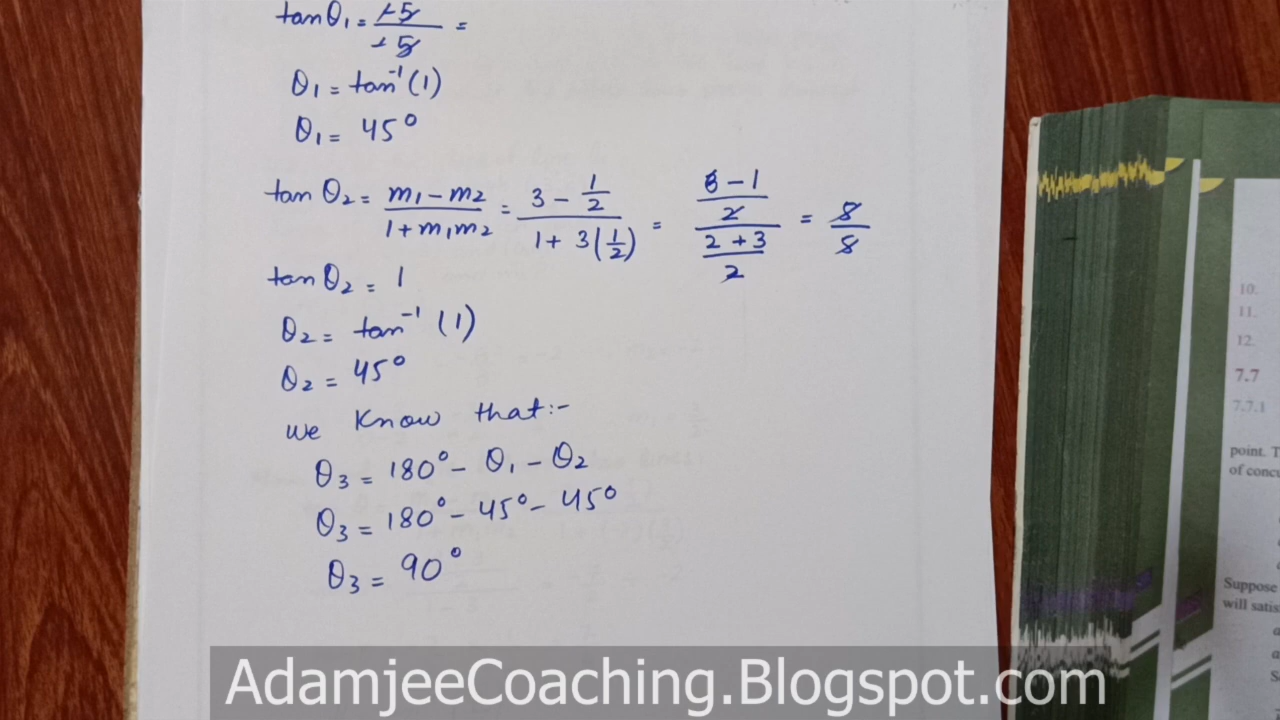 tanθ₁ = -5/-5 =
θ₁ = tan⁻¹(1)
θ₁ = 45°
tanθ₂ = (m₁ - m₂)/(1 + m₁m₂) = (3 - 1/2)/(1 + 3(1/2)) = ((6 - 1)/2)/((2 + 3)/2) = 5/5
tanθ₂ = 1
θ₂ = tan⁻¹(1)
θ₂ = 45°
we know that:-
θ₃ = 180° - θ₁ - θ₂
θ₃ = 180° - 45° - 45°
θ₃ = 90°
10.
11.
12.
7.7
7.7.1
point. T
of concu
Suppose
will satis
AdamjeeCoaching.Blogspot.com